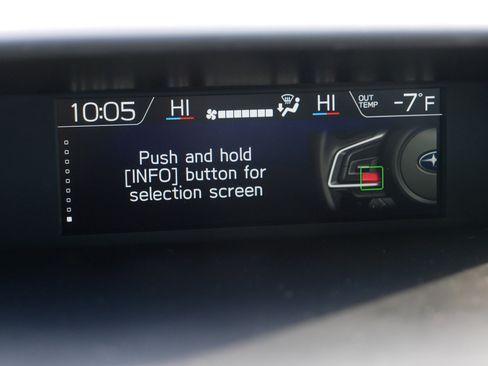 10:05 HI HI OUT TEMP -7°F
Push and hold
[INFO] button for
selection screen